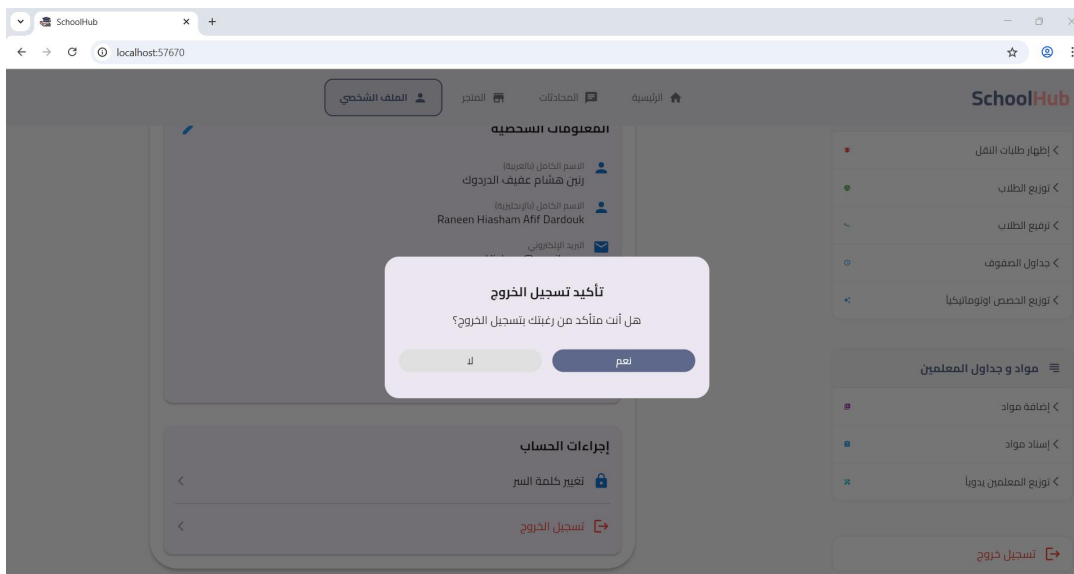 SchoolHub
localhost:57670
SchoolHub
الرئيسية
المحادثات
المتجر
الملف الشخصي
إظهار طلبات النقل
توزيع الطلاب
ترفيع الطلاب
جداول الصفوف
توزيع الحصص اوتوماتيكياً
مواد و جداول المعلمين
إضافة مواد
إسناد مواد
توزيع المعلمين يدوياً
تسجيل خروج
المعلومات الشخصية
الاسم الكامل (بالعربية)
رنين هشام عفيف الدردوك
الاسم الكامل (بالإنجليزية)
Raneen Hiasham Afif Dardouk
البريد الإلكتروني
تأكيد تسجيل الخروج
هل أنت متأكد من رغبتك بتسجيل الخروج؟
نعم
لا
إجراءات الحساب
تغيير كلمة السر
تسجيل الخروج